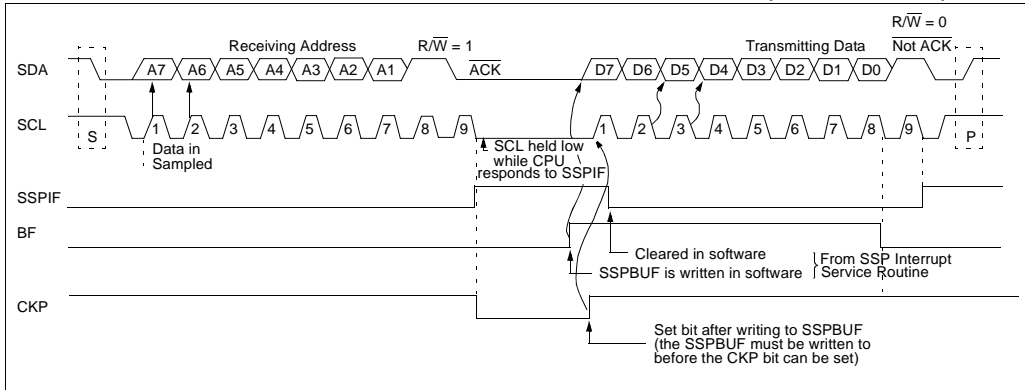 R/W = 0
Receiving Address
R/W = 1
Transmitting Data
Not ACK
SDA
A7
A6
A5
A4
A3
A2
A1
ACK
D7
D6
D5
D4
D3
D2
D1
D0
SCL
S
1
2
3
4
5
6
7
8
9
1
2
3
4
5
6
7
8
9
P
Data in
Sampled
SCL held low
while CPU
responds to SSPIF
SSPIF
BF
Cleared in software
SSPBUF is written in software
From SSP Interrupt
Service Routine
CKP
Set bit after writing to SSPBUF
(the SSPBUF must be written to
before the CKP bit can be set)